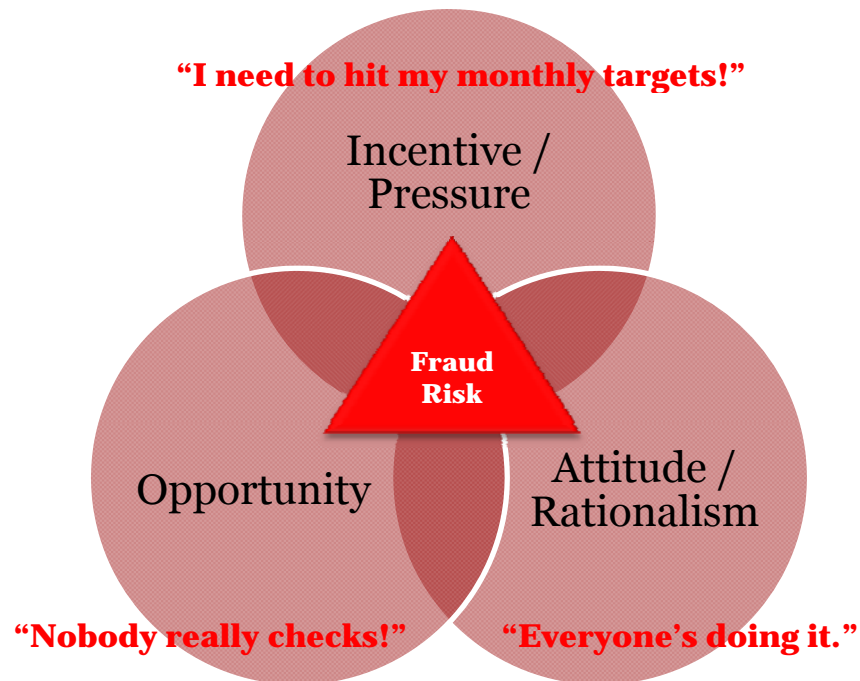 “I need to hit my monthly targets!”
Incentive /
Pressure
Fraud
Risk
Opportunity
Attitude /
Rationalism
“Nobody really checks!”
“Everyone’s doing it.”